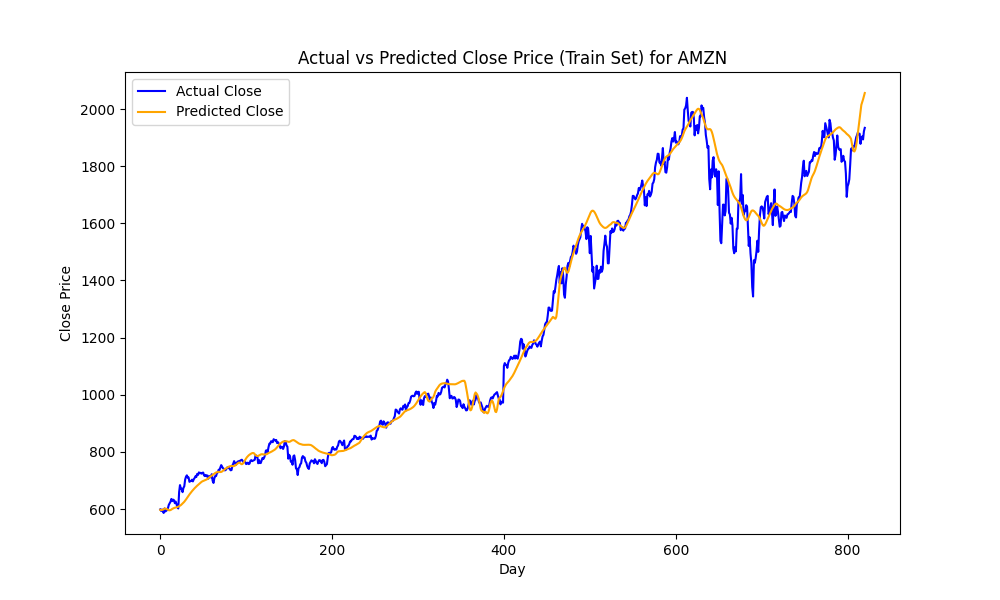 Actual vs Predicted Close Price (Train Set) for AMZN
Actual Close
Predicted Close
Close Price
2000
1800
1600
1400
1200
1000
800
600
0 200 400 600 800
Day